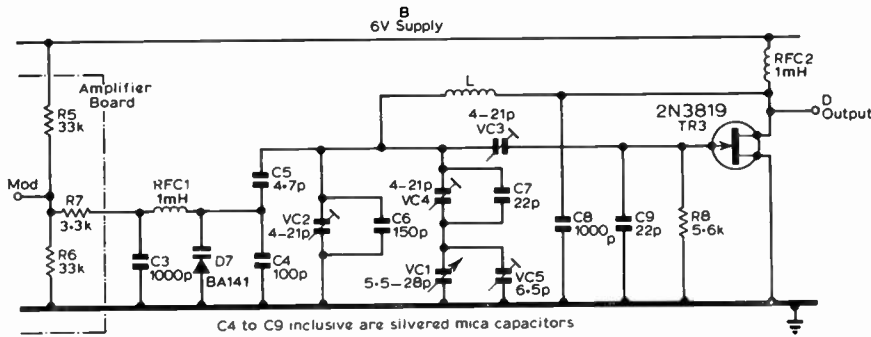 B
6V Supply
RFC2
1mH
Amplifier
Board
L
D
Output
R5
33k
4-21p
VC3
2N3819
TR3
Mod
R7
3·3k
RFC1
1mH
C5
4·7p
4-21p
VC4
C7
22p
VC2
4-21p
C6
150p
C8
1000p
C9
22p
R8
5·6k
R6
33k
C3
1000p
D7
BA141
C4
100p
VC1
5·5-28p
VC5
6·5p
C4 to C9 inclusive are silvered mica capacitors